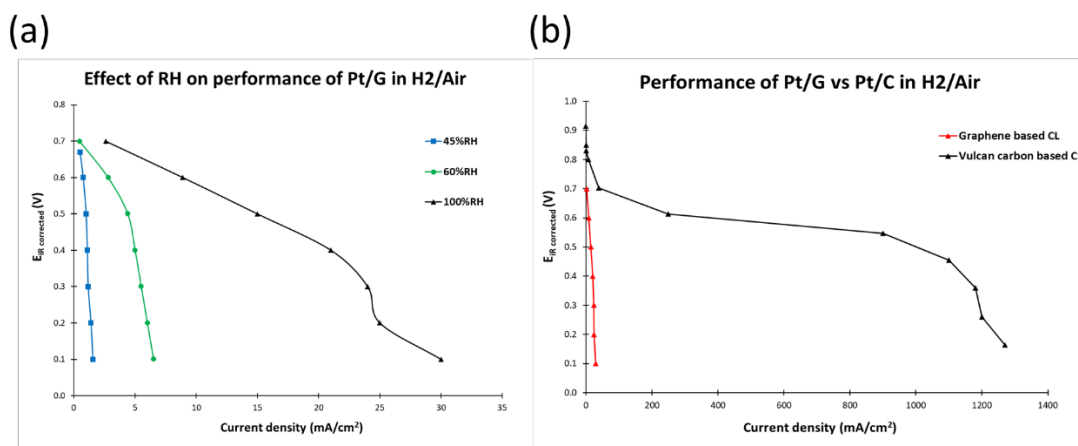 (a)
Effect of RH on performance of Pt/G in H2/Air
0.8
0.7
0.6
0.5
0.4
0.3
0.2
0.1
0.0
E iR corrected (V)
0
5
10
15
20
25
30
35
Current density (mA/cm²)
45%RH
60%RH
100%RH
(b)
Performance of Pt/G vs Pt/C in H2/Air
1.0
0.9
0.8
0.7
0.6
0.5
0.4
0.3
0.2
0.1
0.0
E iR corrected (V)
0
200
400
600
800
1000
1200
1400
Current density (mA/cm²)
Graphene based CL
Vulcan carbon based C